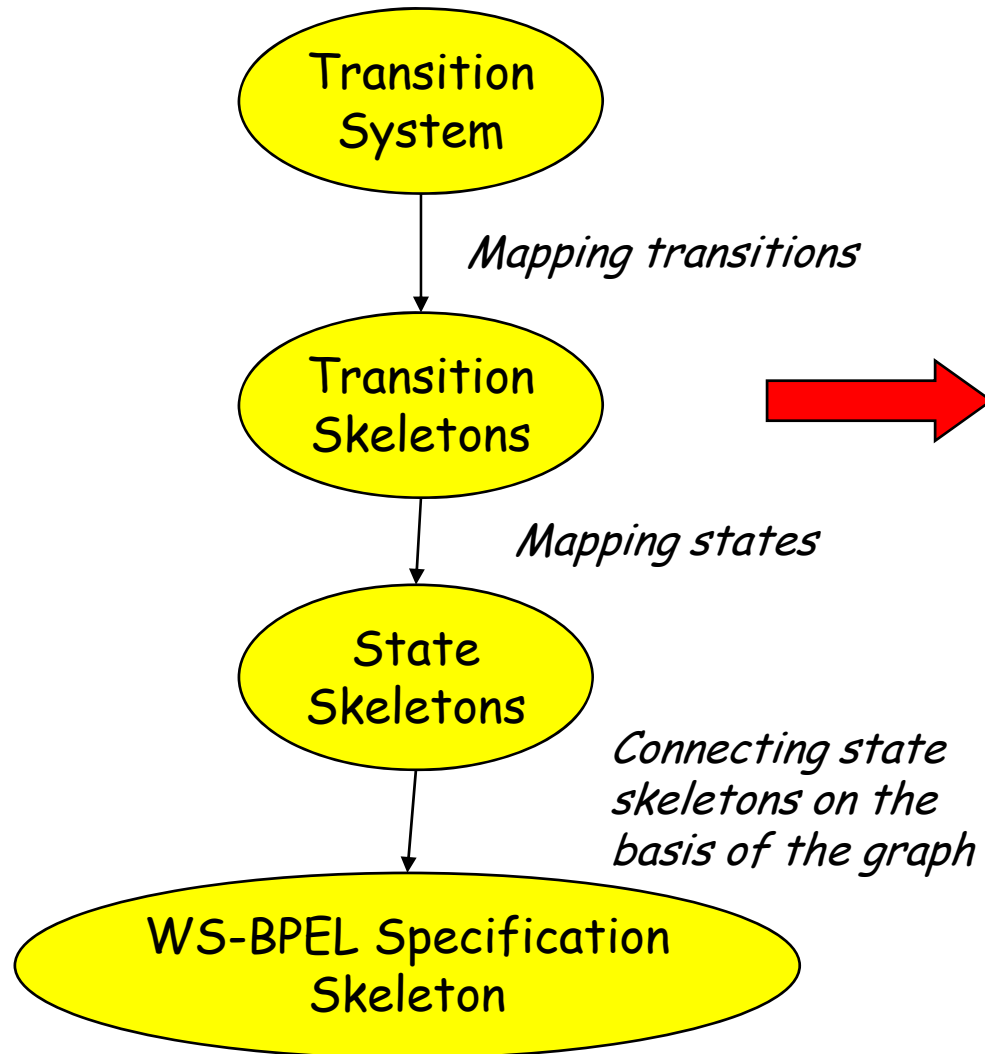 Transition
System
Mapping transitions
Transition
Skeletons
Mapping states
State
Skeletons
Connecting state
skeletons on the
basis of the graph
WS-BPEL Specification
Skeleton